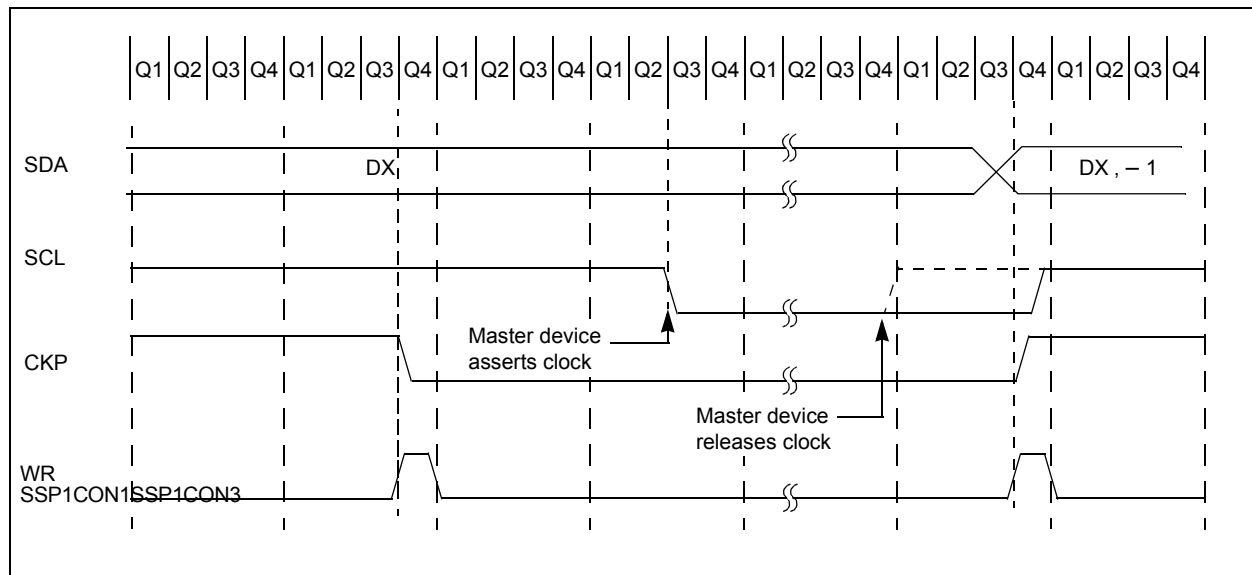 Q1 Q2 Q3 Q4 Q1 Q2 Q3 Q4 Q1 Q2 Q3 Q4 Q1 Q2 Q3 Q4 Q1 Q2 Q3 Q4 Q1 Q2 Q3 Q4 Q1 Q2 Q3 Q4
SDA
DX
DX , – 1
SCL
Master device
asserts clock
CKP
Master device
releases clock
WR
SSP1CON1SSP1CON3